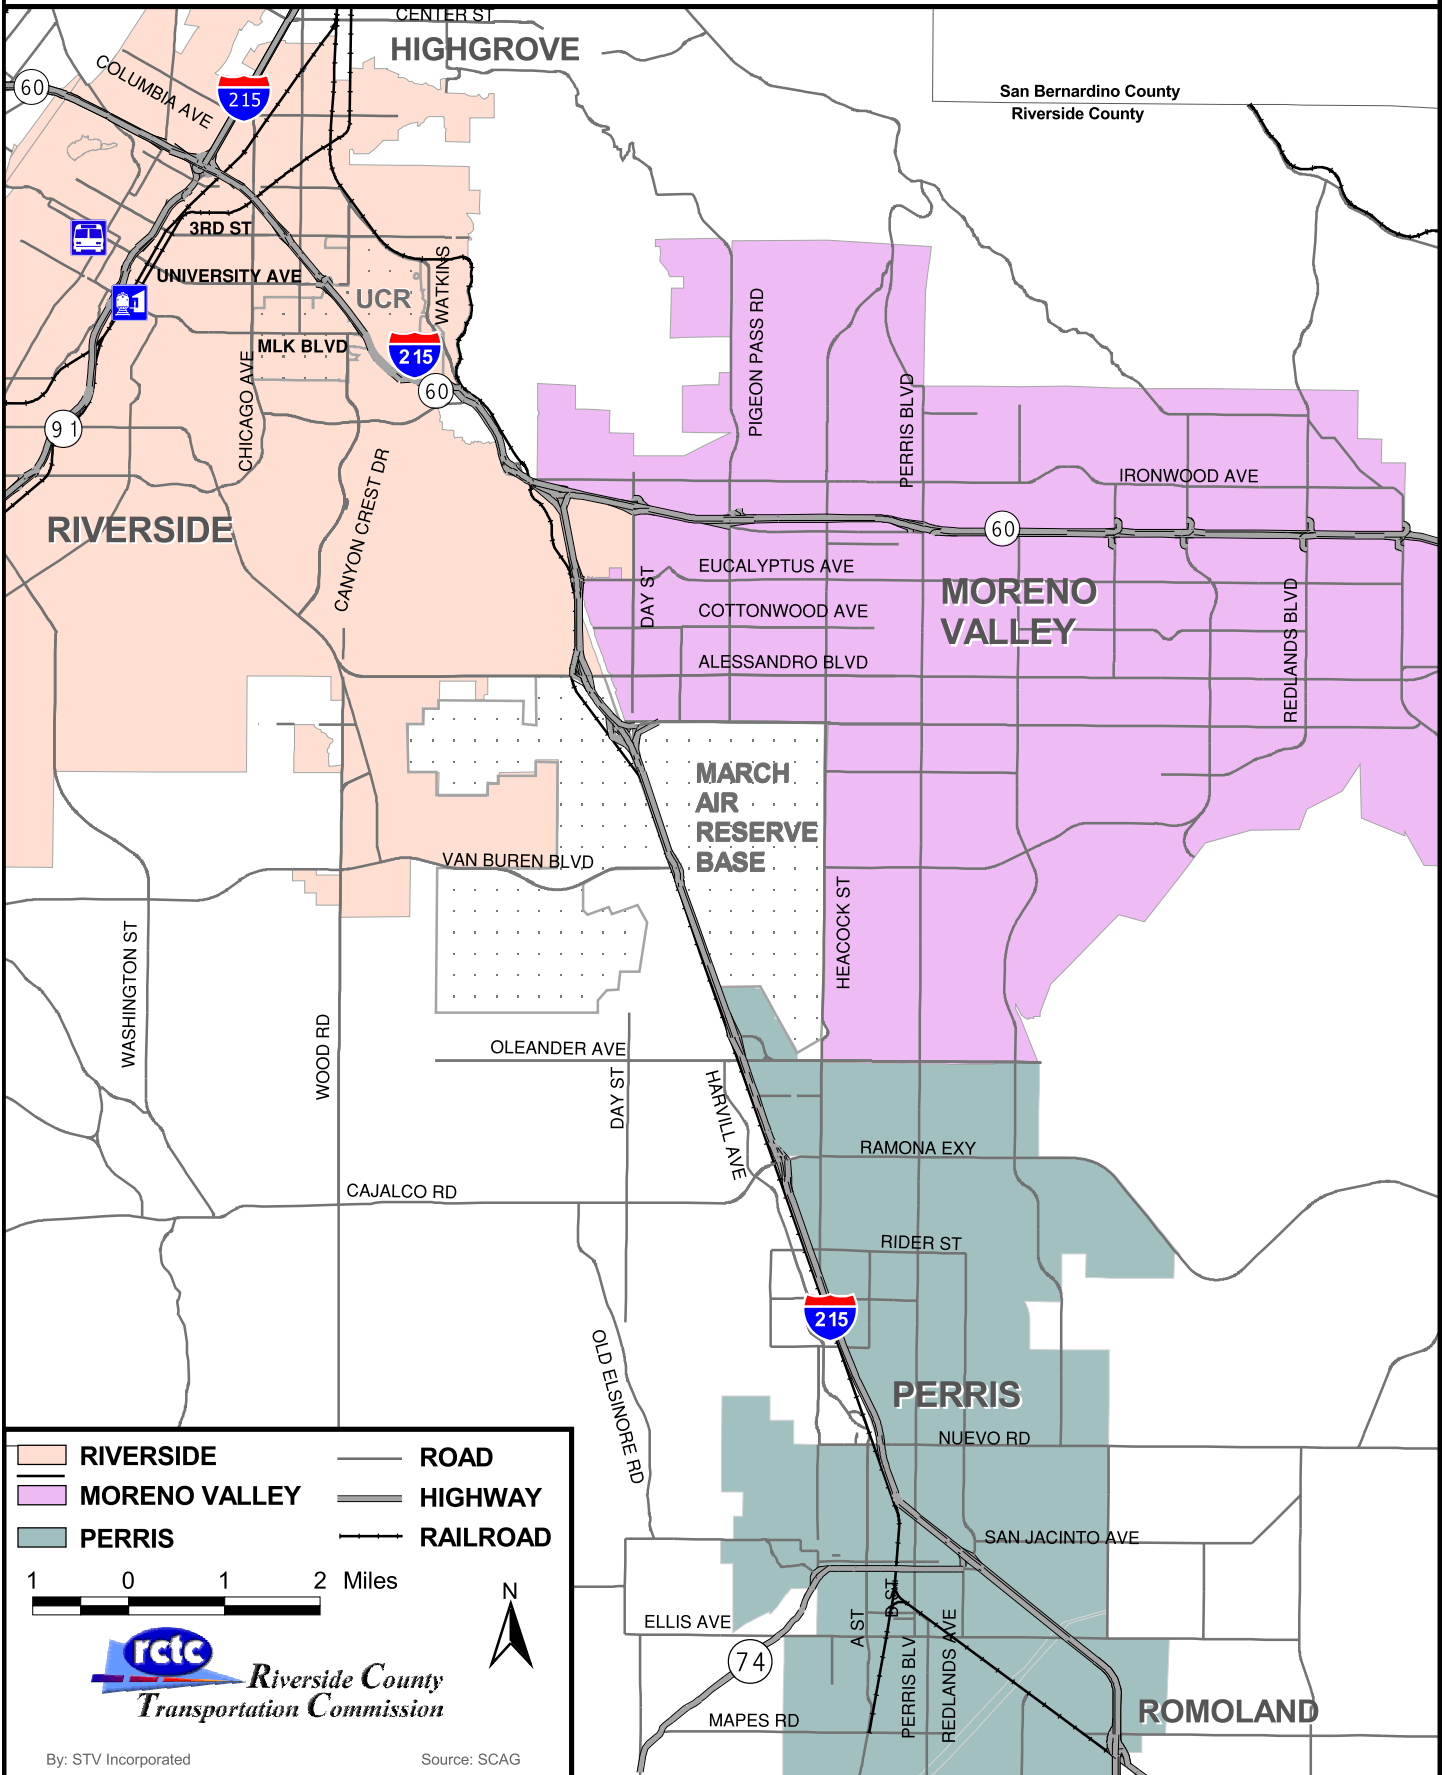 CENTER ST
HIGHGROVE
60
COLUMBIA AVE
215
San Bernardino County
Riverside County
3RD ST
UNIVERSITY AVE
WATKINS
UCR
MLK BLVD
215
60
PIGEON PASS RD
PERRIS BLVD
CHICAGO AVE
91
CANYON CREST DR
IRONWOOD AVE
RIVERSIDE
60
EUCALYPTUS AVE
DAY ST
COTTONWOOD AVE
MORENO
VALLEY
REDLANDS BLVD
ALESSANDRO BLVD
MARCH
AIR
RESERVE
BASE
VAN BUREN BLVD
HEACOCK ST
WASHINGTON ST
WOOD RD
OLEANDER AVE
DAY ST
HARVILL AVE
RAMONA EXY
CAJALCO RD
RIDER ST
215
OLD ELSINORE RD
PERRIS
NUEVO RD
SAN JACINTO AVE
D ST
A ST
ELLIS AVE
PERRIS BLV
REDLANDS AVE
74
MAPES RD
ROMOLAND
RIVERSIDE
ROAD
MORENO VALLEY
HIGHWAY
PERRIS
RAILROAD
1 0 1 2 Miles
N
rctc
Riverside County
Transportation Commission
By: STV Incorporated
Source: SCAG